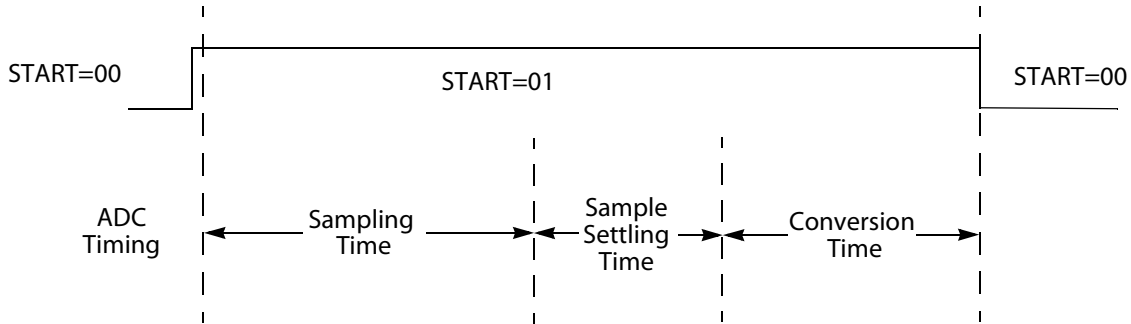 START=00
START=01
START=00
ADC
Timing
Sampling
Time
Sample
Settling
Time
Conversion
Time